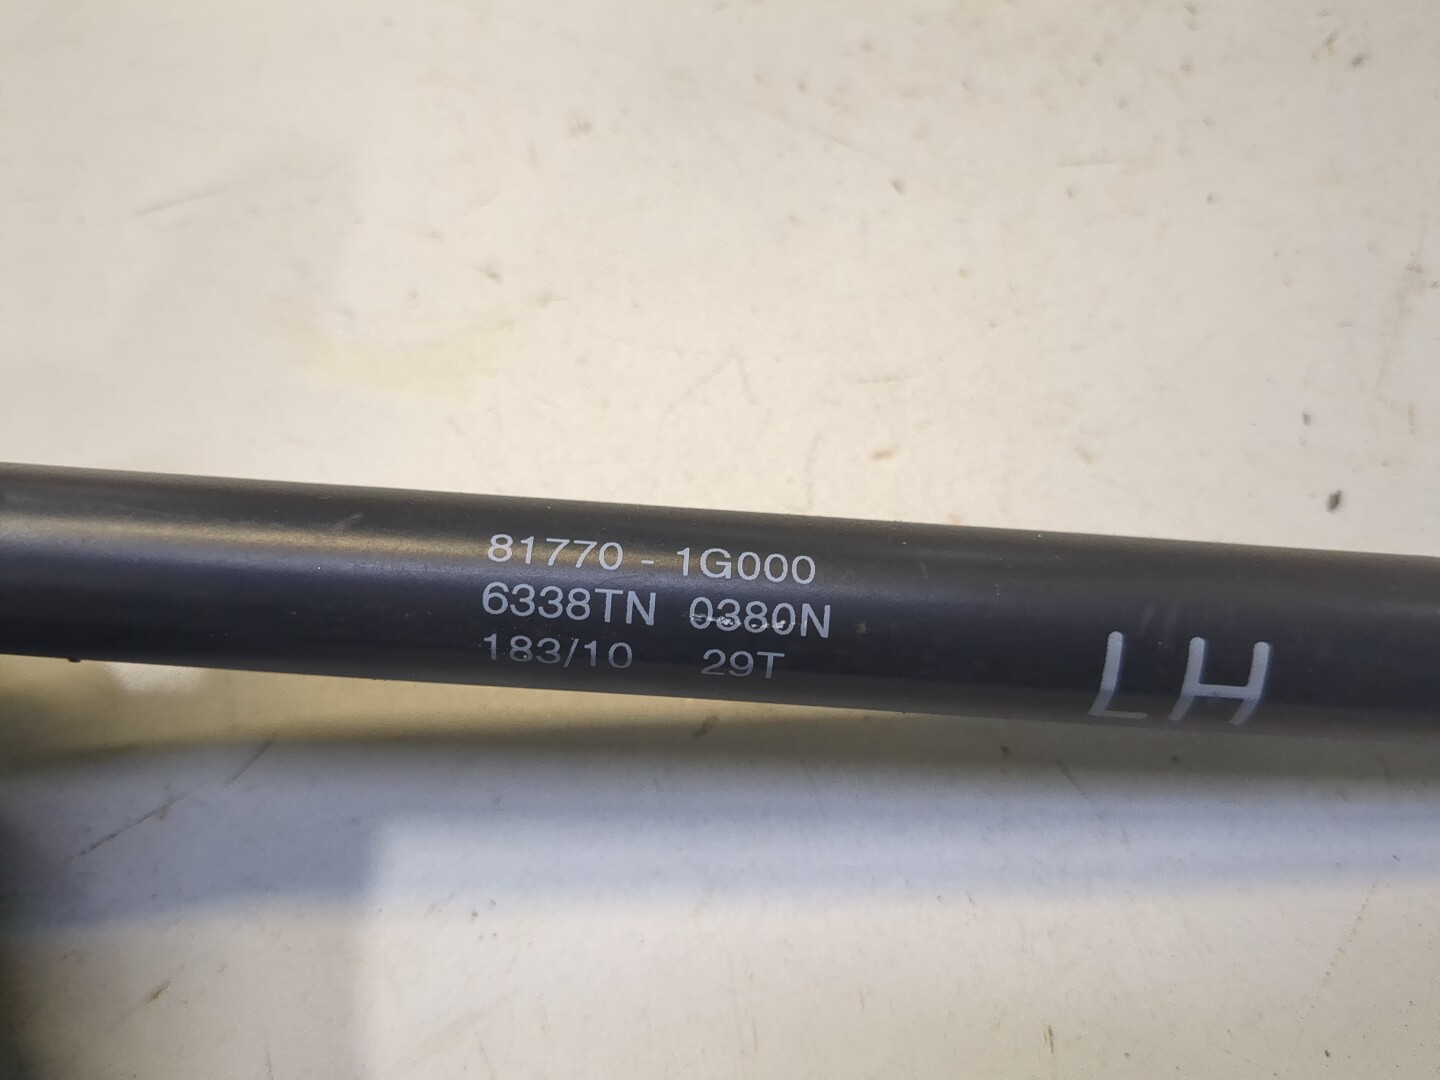 81770 - 1G000
6338TN 0380N
183/10 29T
LH